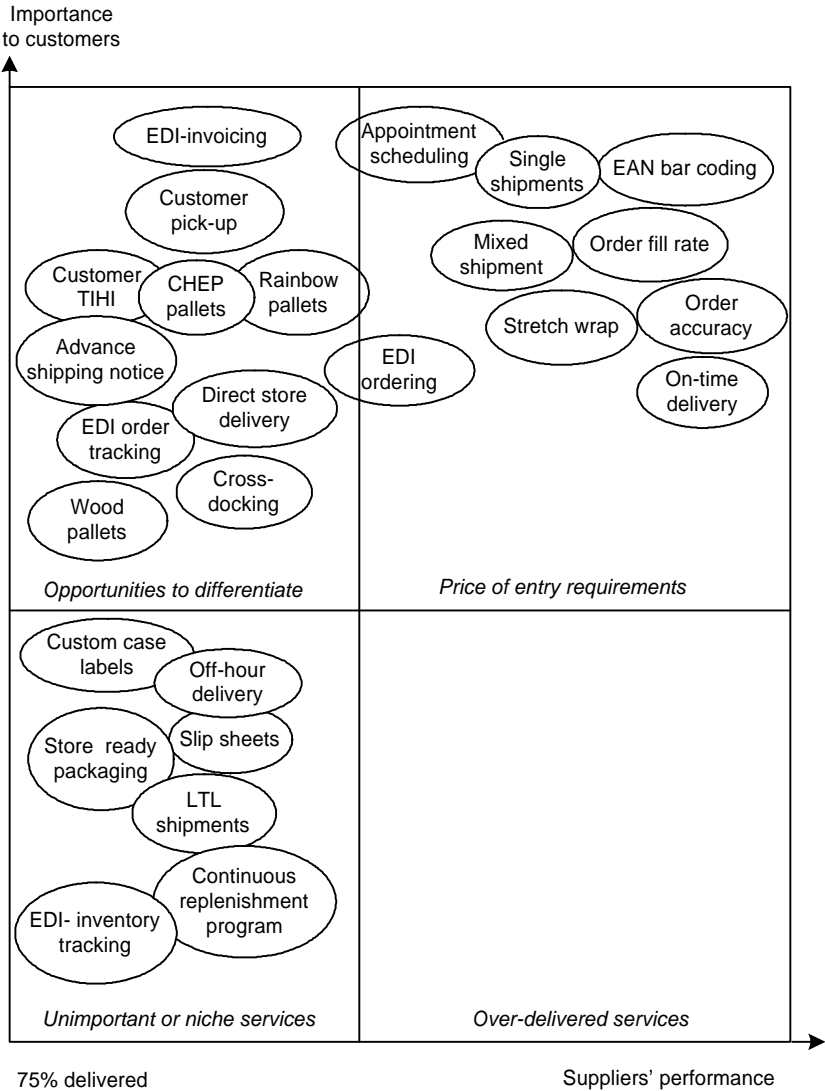 Importance
to customers
EDI-invoicing
Appointment
scheduling
Single
shipments
EAN bar coding
Customer
pick-up
Mixed
shipment
Order fill rate
Customer
TIHI
CHEP
pallets
Rainbow
pallets
Stretch wrap
Order
accuracy
Advance
shipping notice
EDI
ordering
On-time
delivery
Direct store
delivery
EDI order
tracking
Cross-
docking
Wood
pallets
Opportunities to differentiate
Price of entry requirements
Custom case
labels
Off-hour
delivery
Store ready
packaging
Slip sheets
LTL
shipments
Continuous
replenishment
program
EDI- inventory
tracking
Unimportant or niche services
Over-delivered services
75% delivered
Suppliers’ performance